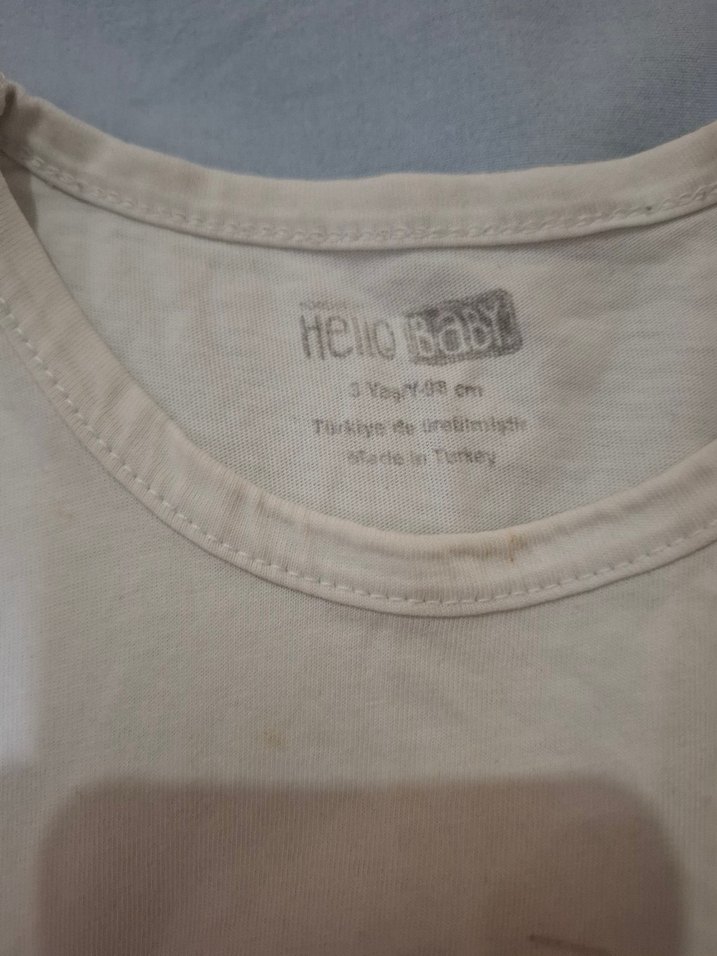 Hello BaBY
3 Yaş/Y-98 cm
Türkiye'de üretilmiştir
Made in Turkey